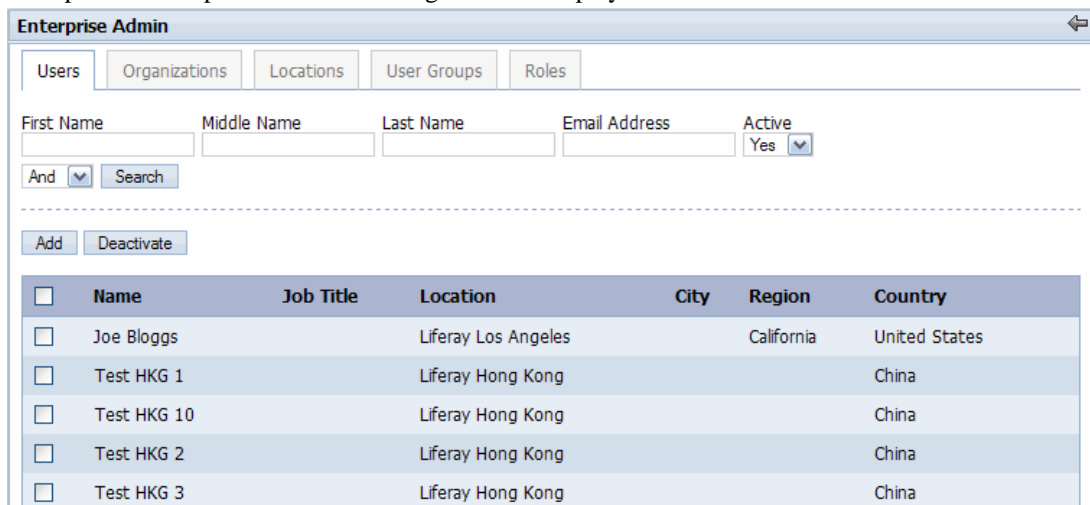 Enterprise Admin
Users Organizations Locations User Groups Roles
First Name Middle Name Last Name Email Address Active
Yes
And Search
Add Deactivate
Name Job Title Location City Region Country
Joe Bloggs Liferay Los Angeles California United States
Test HKG 1 Liferay Hong Kong China
Test HKG 10 Liferay Hong Kong China
Test HKG 2 Liferay Hong Kong China
Test HKG 3 Liferay Hong Kong China